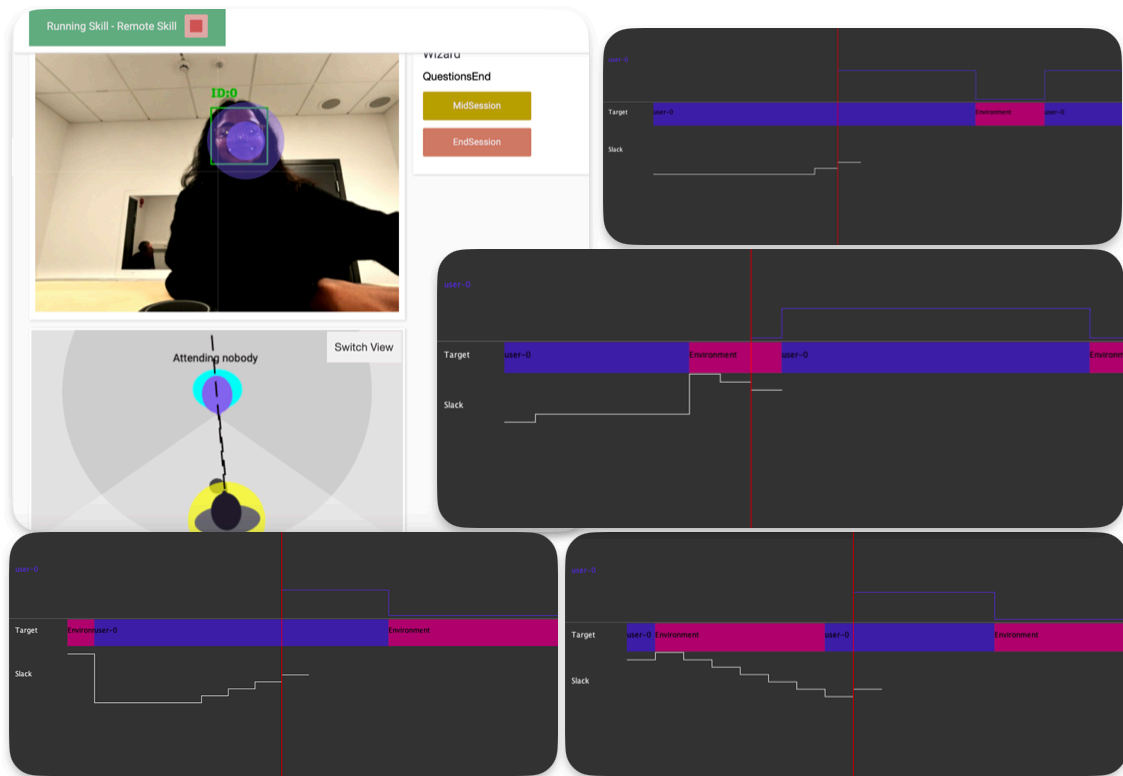 Running Skill - Remote Skill
ID:0
Wizard
QuestionsEnd
MidSession
EndSession
Switch View
Attending nobody
user-0
Target
user-0
Environment
user-0
Slack
user-0
Target
user-0
Environment
user-0
Environm
Slack
user-0
Target
Environ
user-0
Environment
Slack
user-0
Target
user-0
Environment
user-0
Environment
Slack